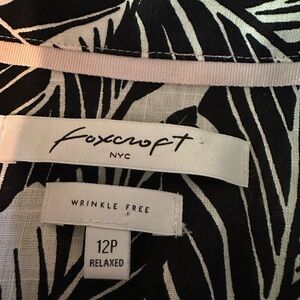 Foxcroft
NYC
WRINKLE FREE
12P
RELAXED